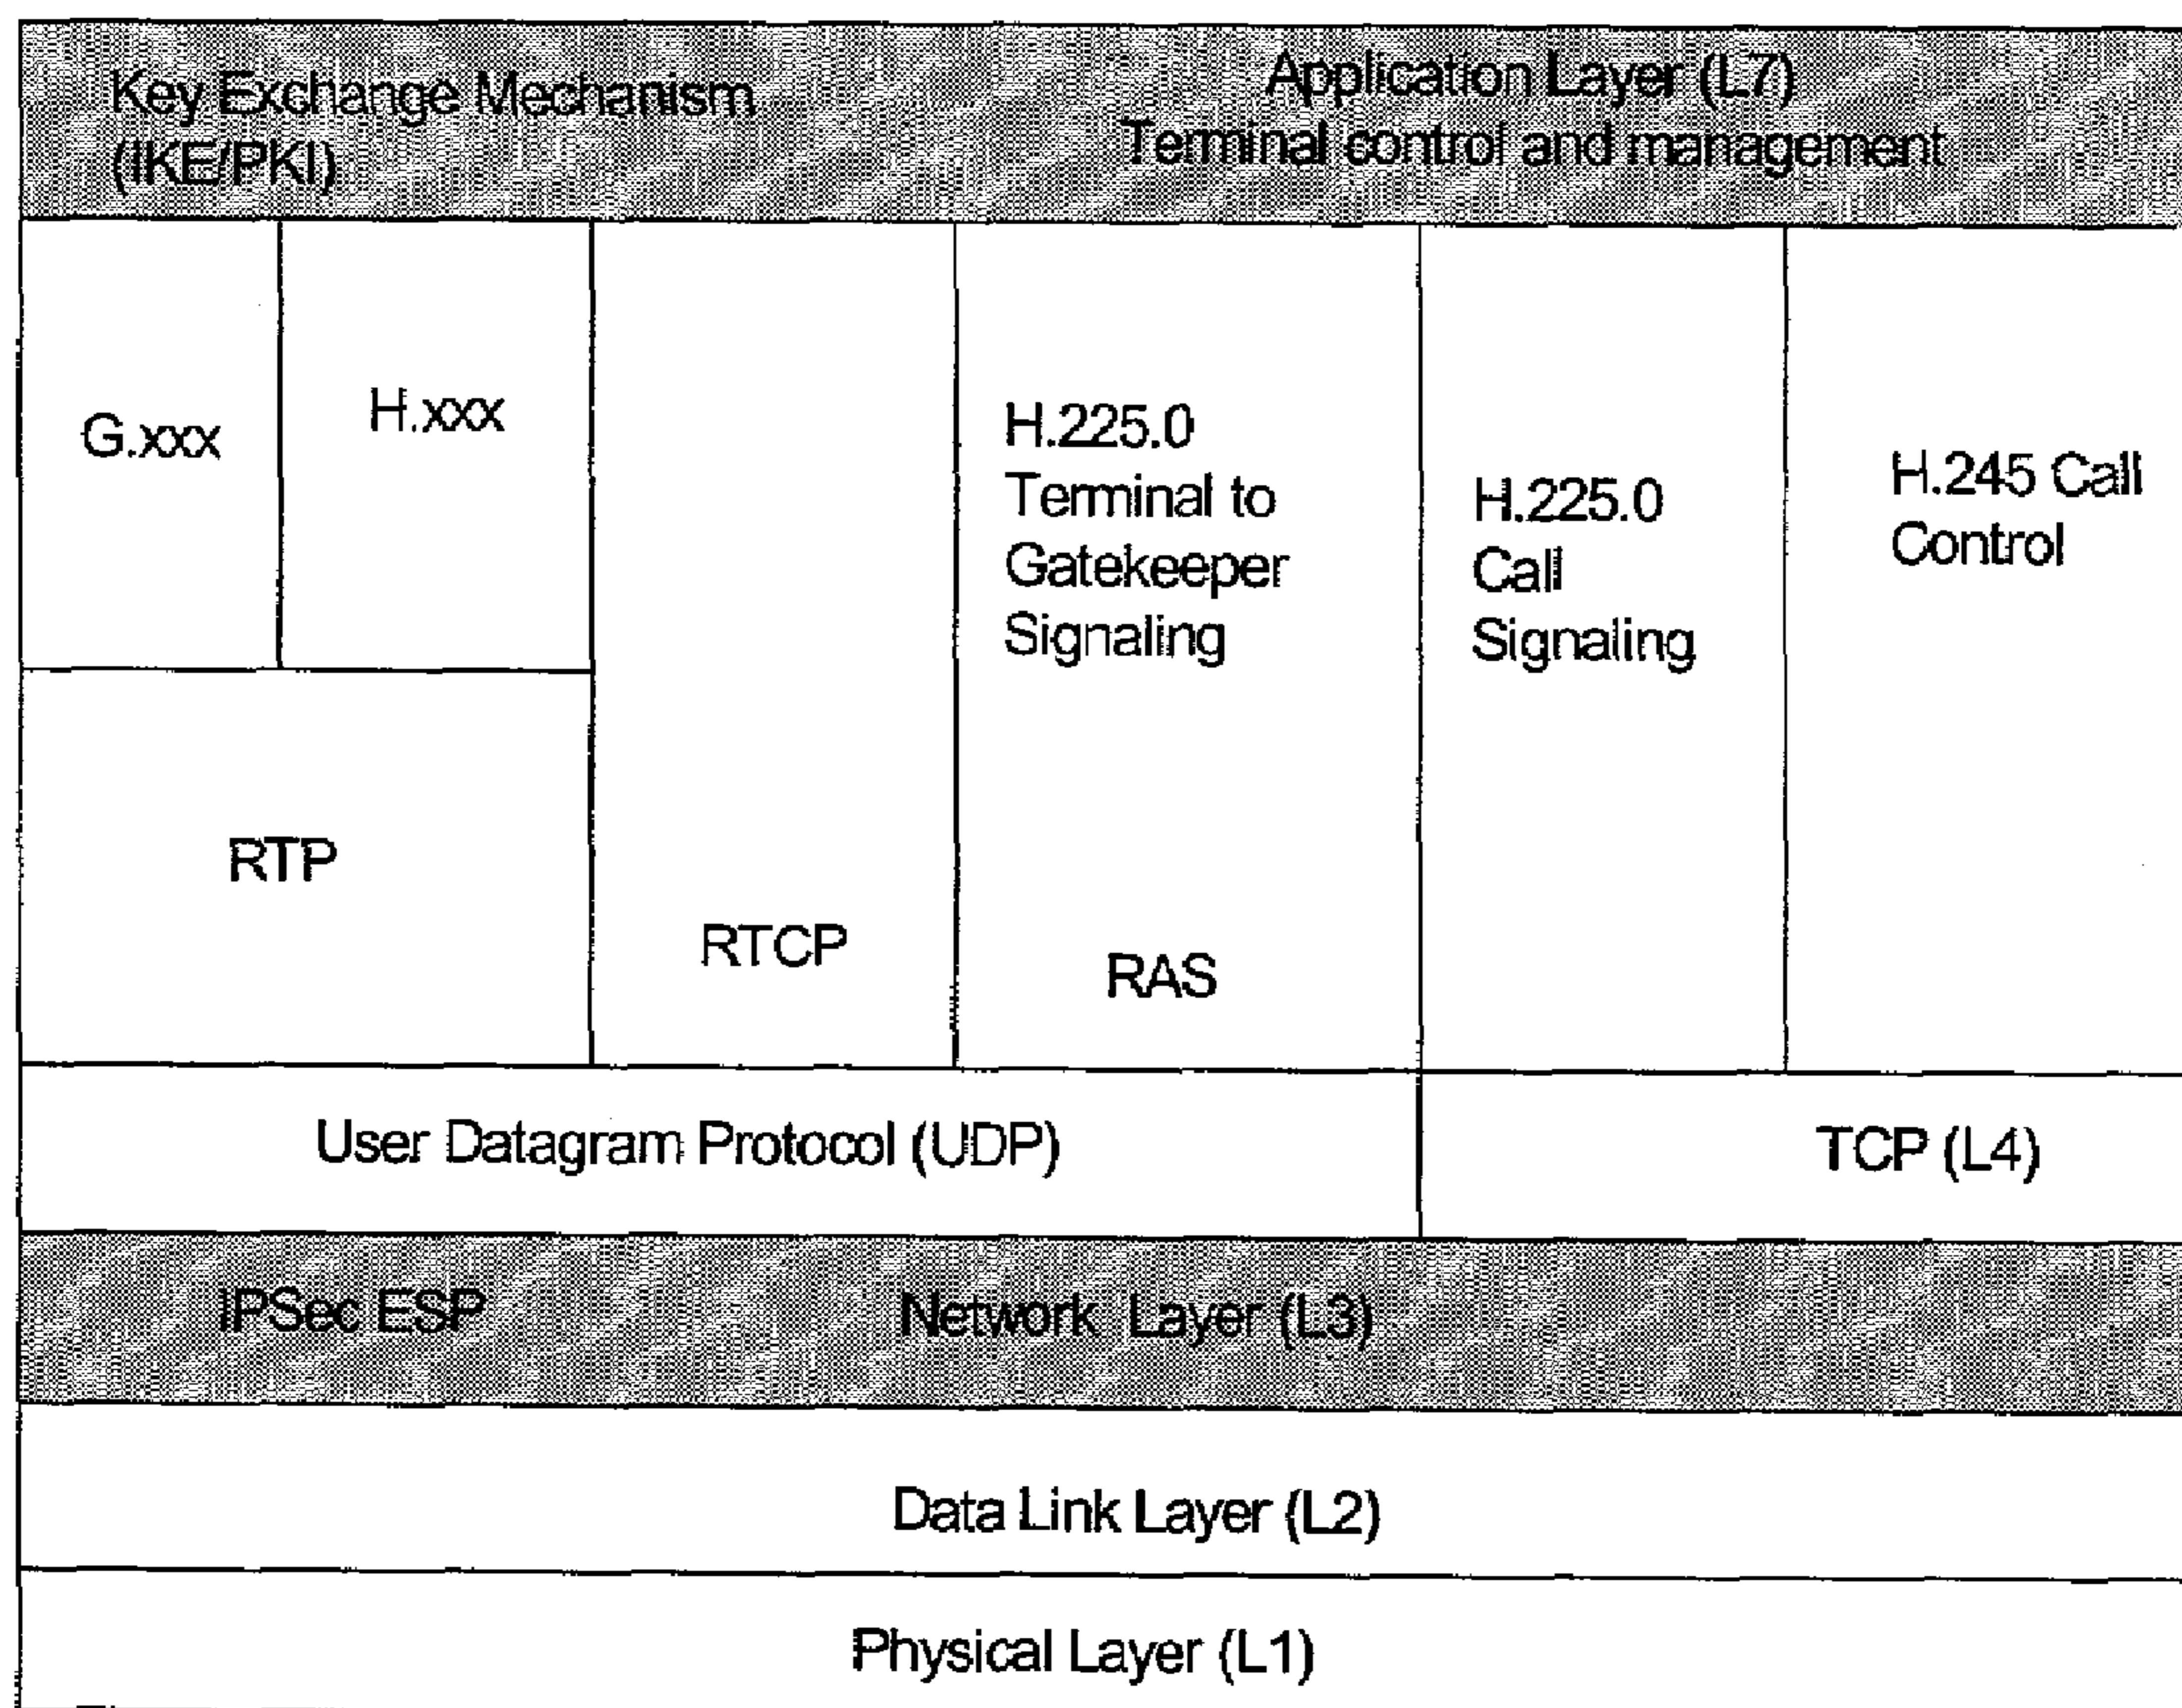 Key Exchange Mechanism
(IKE/PKI)
Application Layer (L7)
Terminal control and management
G.xxx
H.xxx
RTP
RTCP
H.225.0
Terminal to
Gatekeeper
Signaling
RAS
H.225.0
Call
Signaling
H.245 Call
Control
User Datagram Protocol (UDP)
TCP (L4)
IPSec ESP
Network Layer (L3)
Data Link Layer (L2)
Physical Layer (L1)